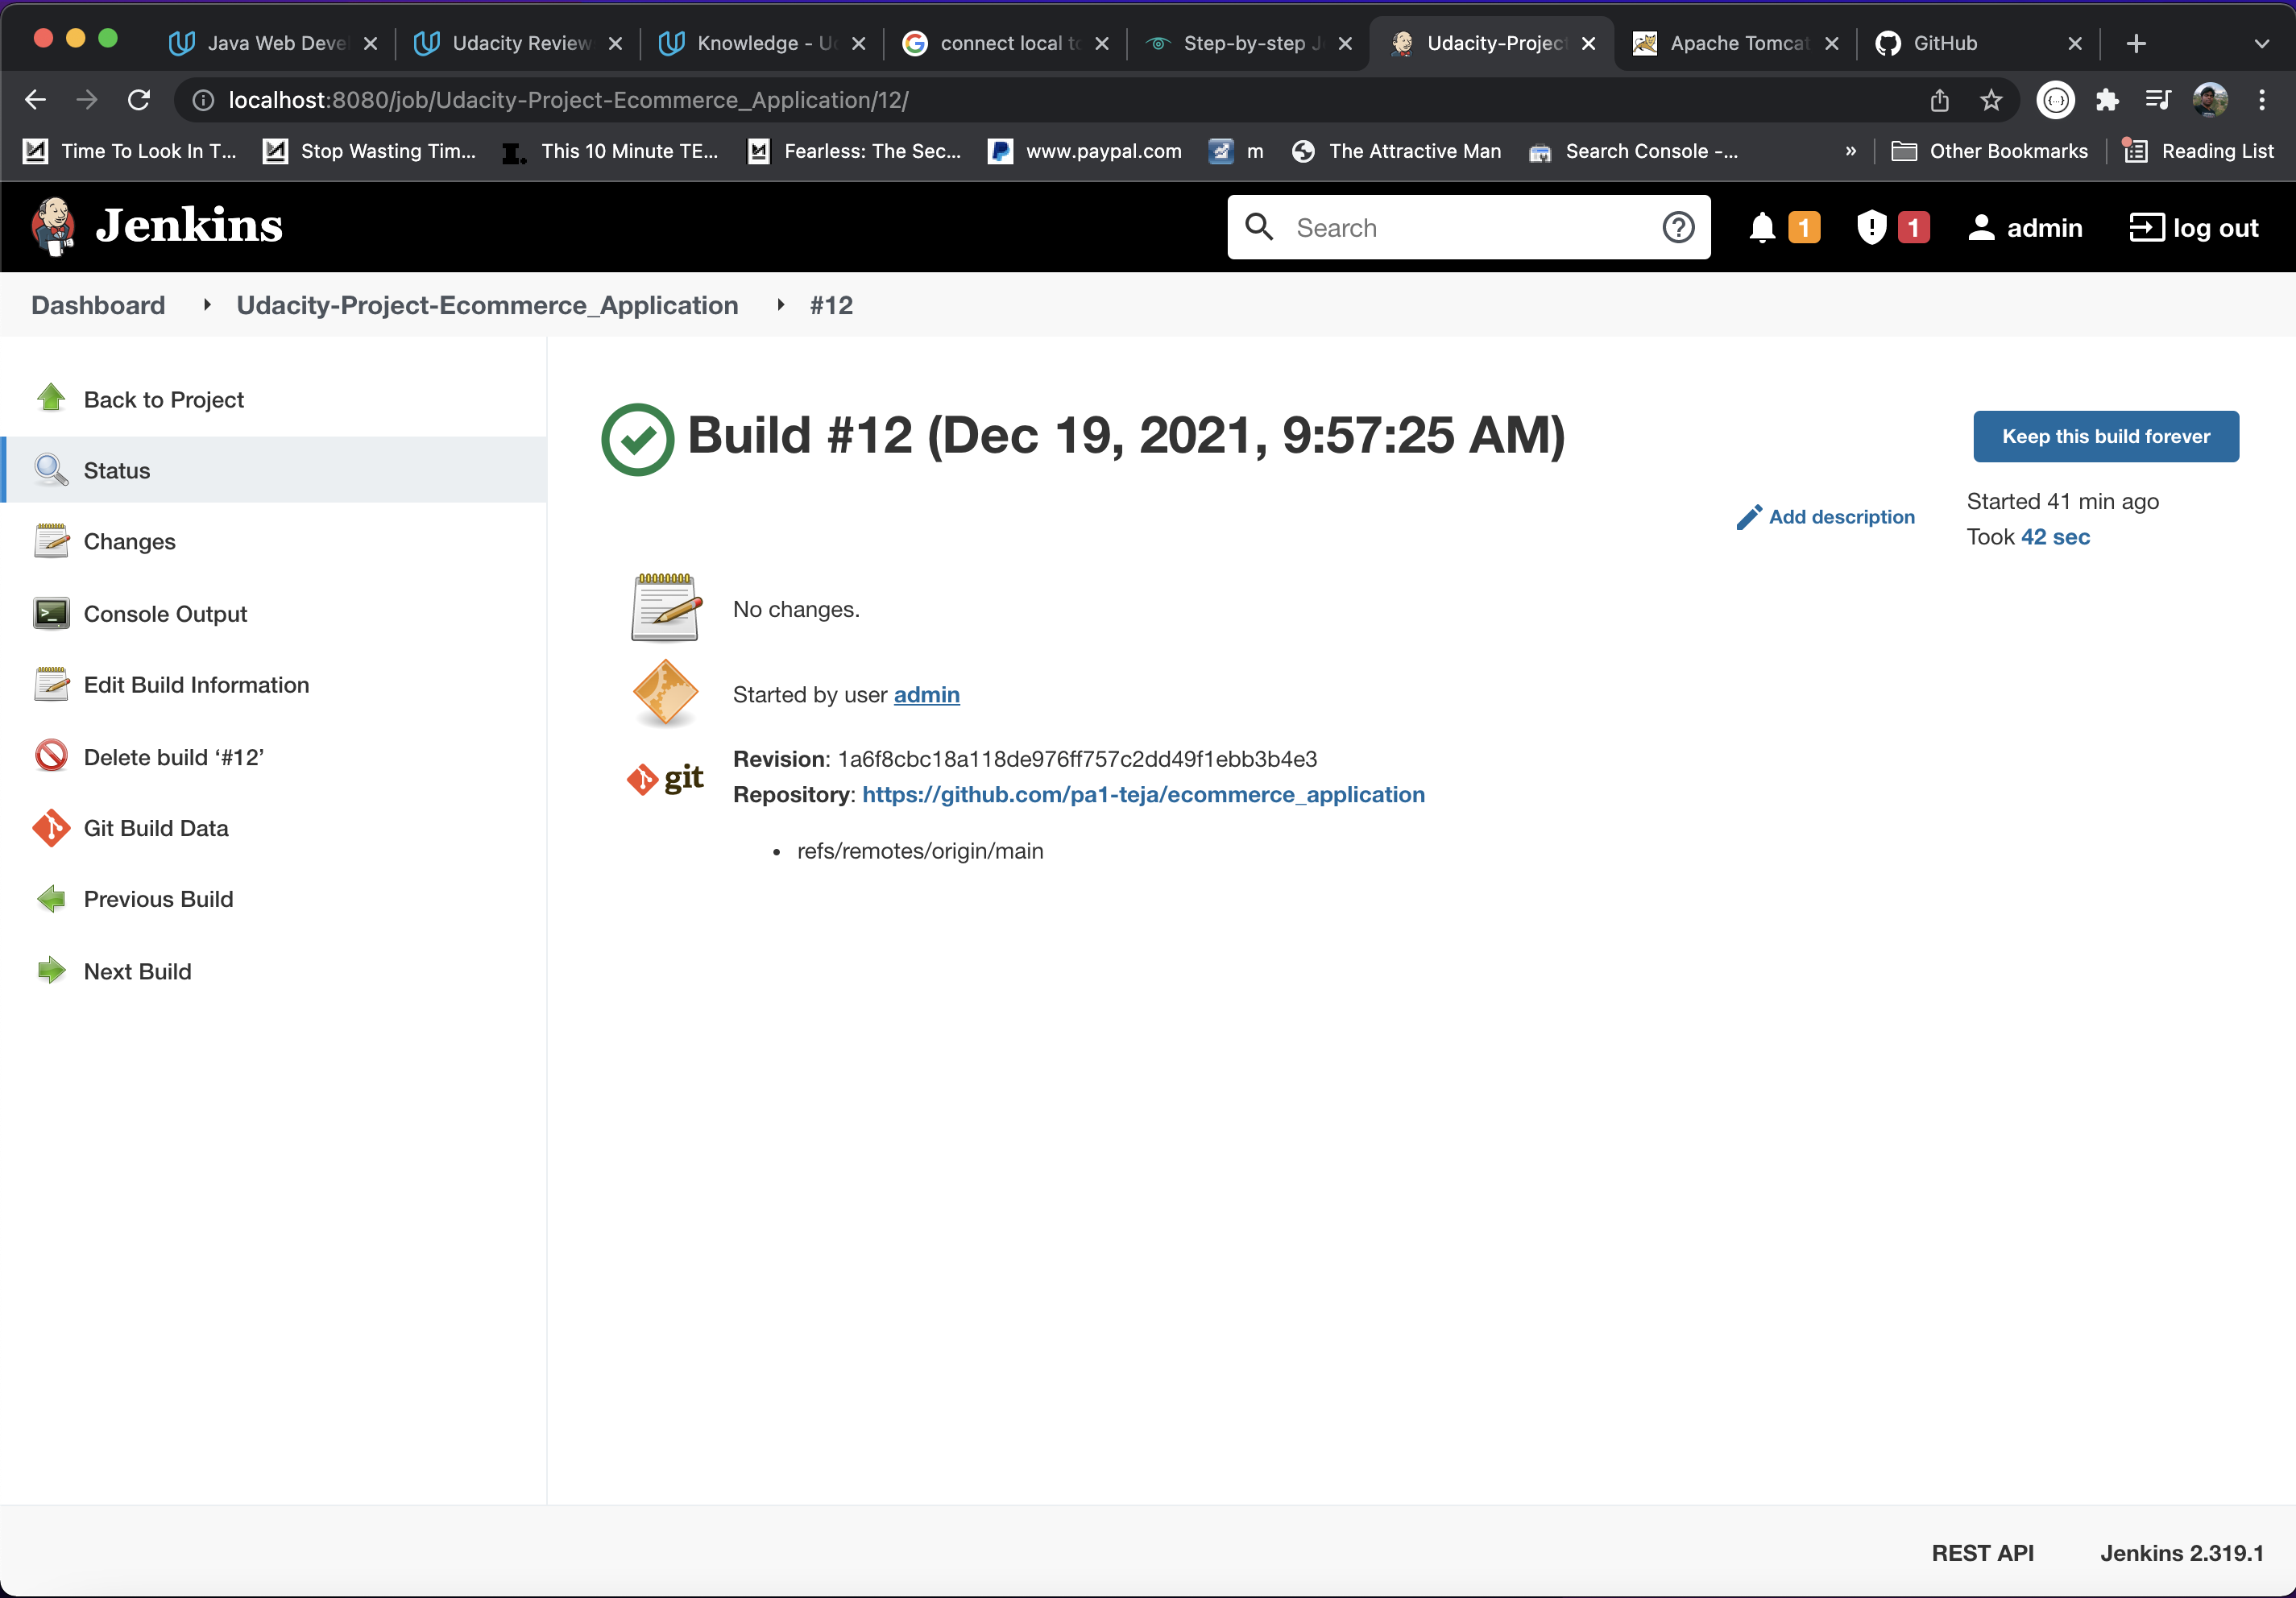 Java Web Deve
Udacity Review
Knowledge - U
connect local to
Step-by-step J
Udacity-Project
Apache Tomcat
GitHub
localhost:8080/job/Udacity-Project-Ecommerce_Application/12/
Time To Look In T...
Stop Wasting Tim...
This 10 Minute TE...
Fearless: The Sec...
www.paypal.com
m
The Attractive Man
Search Console -...
»
Other Bookmarks
Reading List
Jenkins
Search
1
1
admin
log out
Dashboard
Udacity-Project-Ecommerce_Application
#12
Back to Project
Status
Changes
Console Output
Edit Build Information
Delete build ‘#12’
Git Build Data
Previous Build
Next Build
Build #12 (Dec 19, 2021, 9:57:25 AM)
Keep this build forever
Add description
Started 41 min ago
Took 42 sec
No changes.
Started by user admin
git
Revision: 1a6f8cbc18a118de976ff757c2dd49f1ebb3b4e3
Repository: https://github.com/pa1-teja/ecommerce_application
• refs/remotes/origin/main
REST API
Jenkins 2.319.1